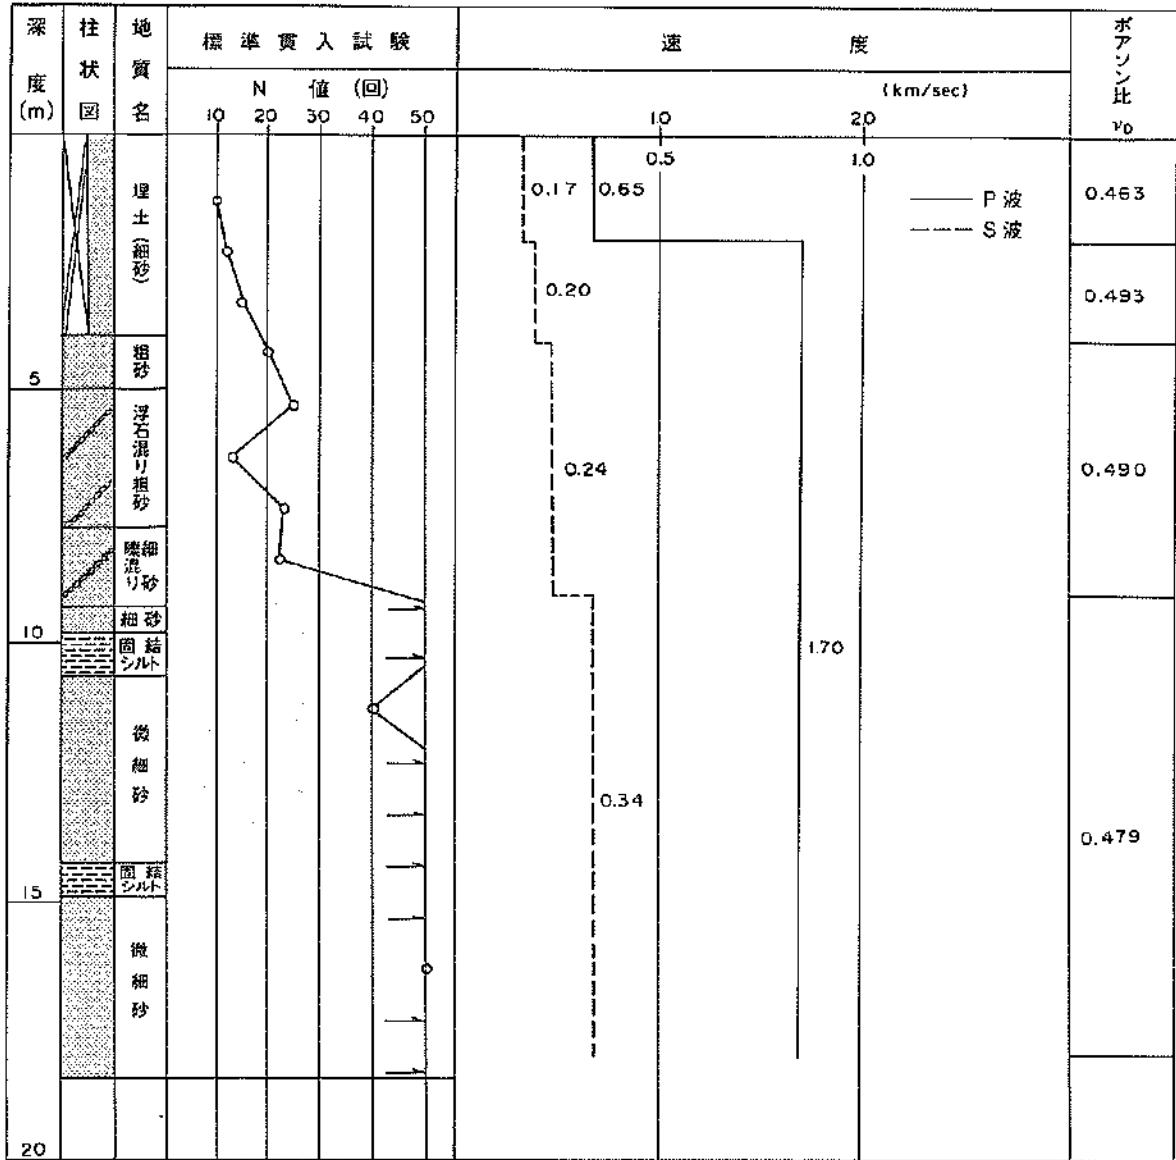 深度(m)
柱状図
地質名
標準貫入試験
N 値 (回)
10 20 30 40 50
速度
(km/sec)
1.0 2.0
0.5 1.0
ポアソン比 νD
埋土(細砂)
粗砂
浮石混り粗砂
礫混り細砂
細砂
固結シルト
微細砂
固結シルト
微細砂
5
10
15
20
0.17
0.65
0.20
0.24
1.70
0.34
P波
S波
0.463
0.493
0.490
0.479